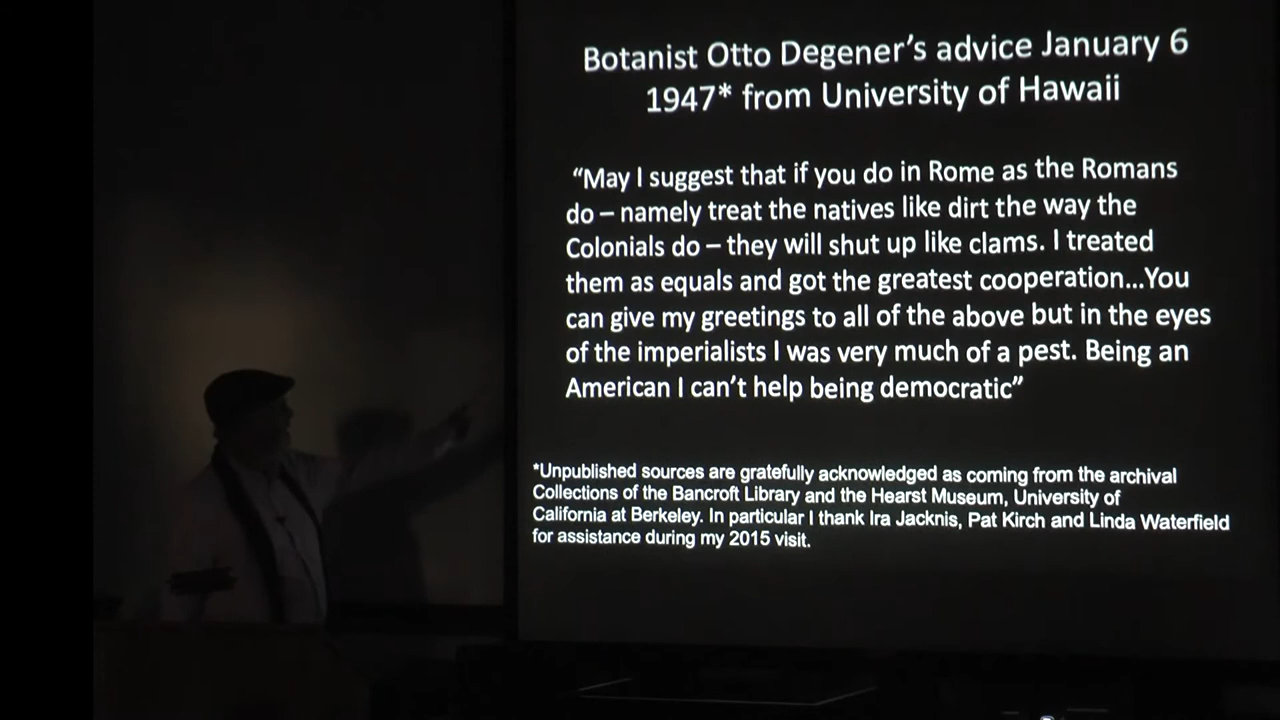 Botanist Otto Degener’s advice January 6
1947* from University of Hawaii
“May I suggest that if you do in Rome as the Romans
do – namely treat the natives like dirt the way the
Colonials do – they will shut up like clams. I treated
them as equals and got the greatest cooperation...You
can give my greetings to all of the above but in the eyes
of the imperialists I was very much of a pest. Being an
American I can’t help being democratic”
*Unpublished sources are gratefully acknowledged as coming from the archival
Collections of the Bancroft Library and the Hearst Museum, University of
California at Berkeley. In particular I thank Ira Jacknis, Pat Kirch and Linda Waterfield
for assistance during my 2015 visit.